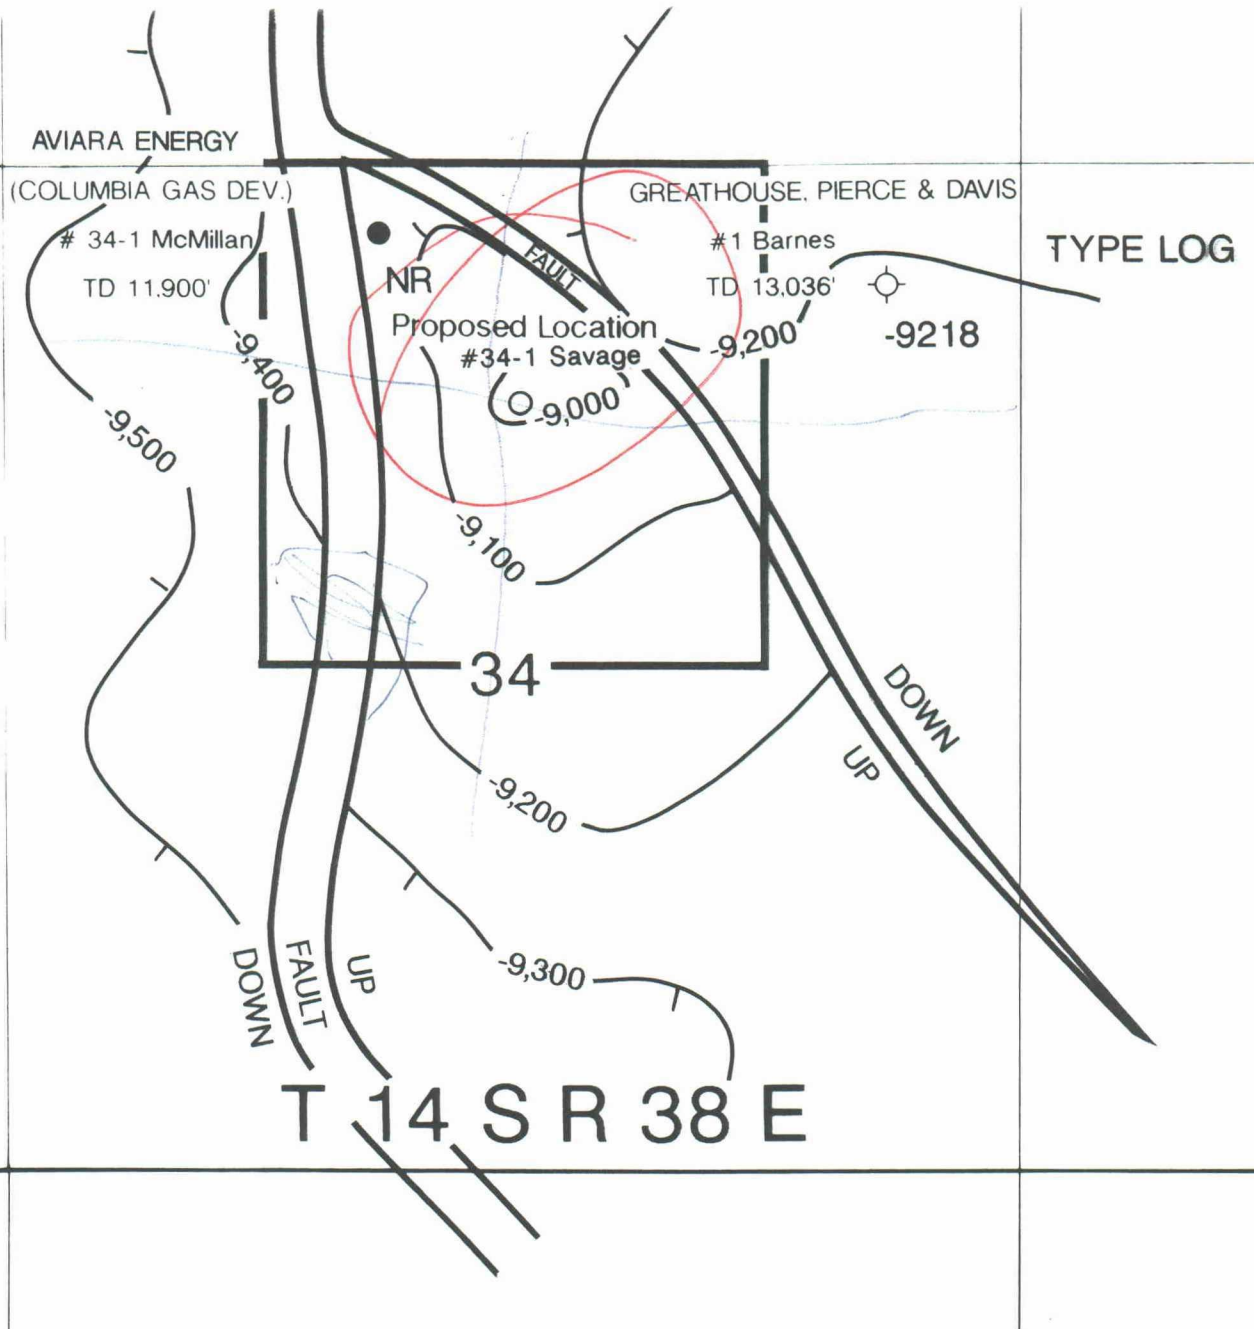 AVIARA ENERGY
(COLUMBIA GAS DEV.)
# 34-1 McMillan
TD 11,900'
NR
FAULT
GREATHOUSE, PIERCE & DAVIS
#1 Barnes
TD 13,036'
TYPE LOG
-9218
Proposed Location
#34-1 Savage
-9,200
-9,400
-9,000
-9,500
-9,100
34
DOWN
UP
-9,200
-9,300
DOWN
FAULT
UP
T 14 S R 38 E